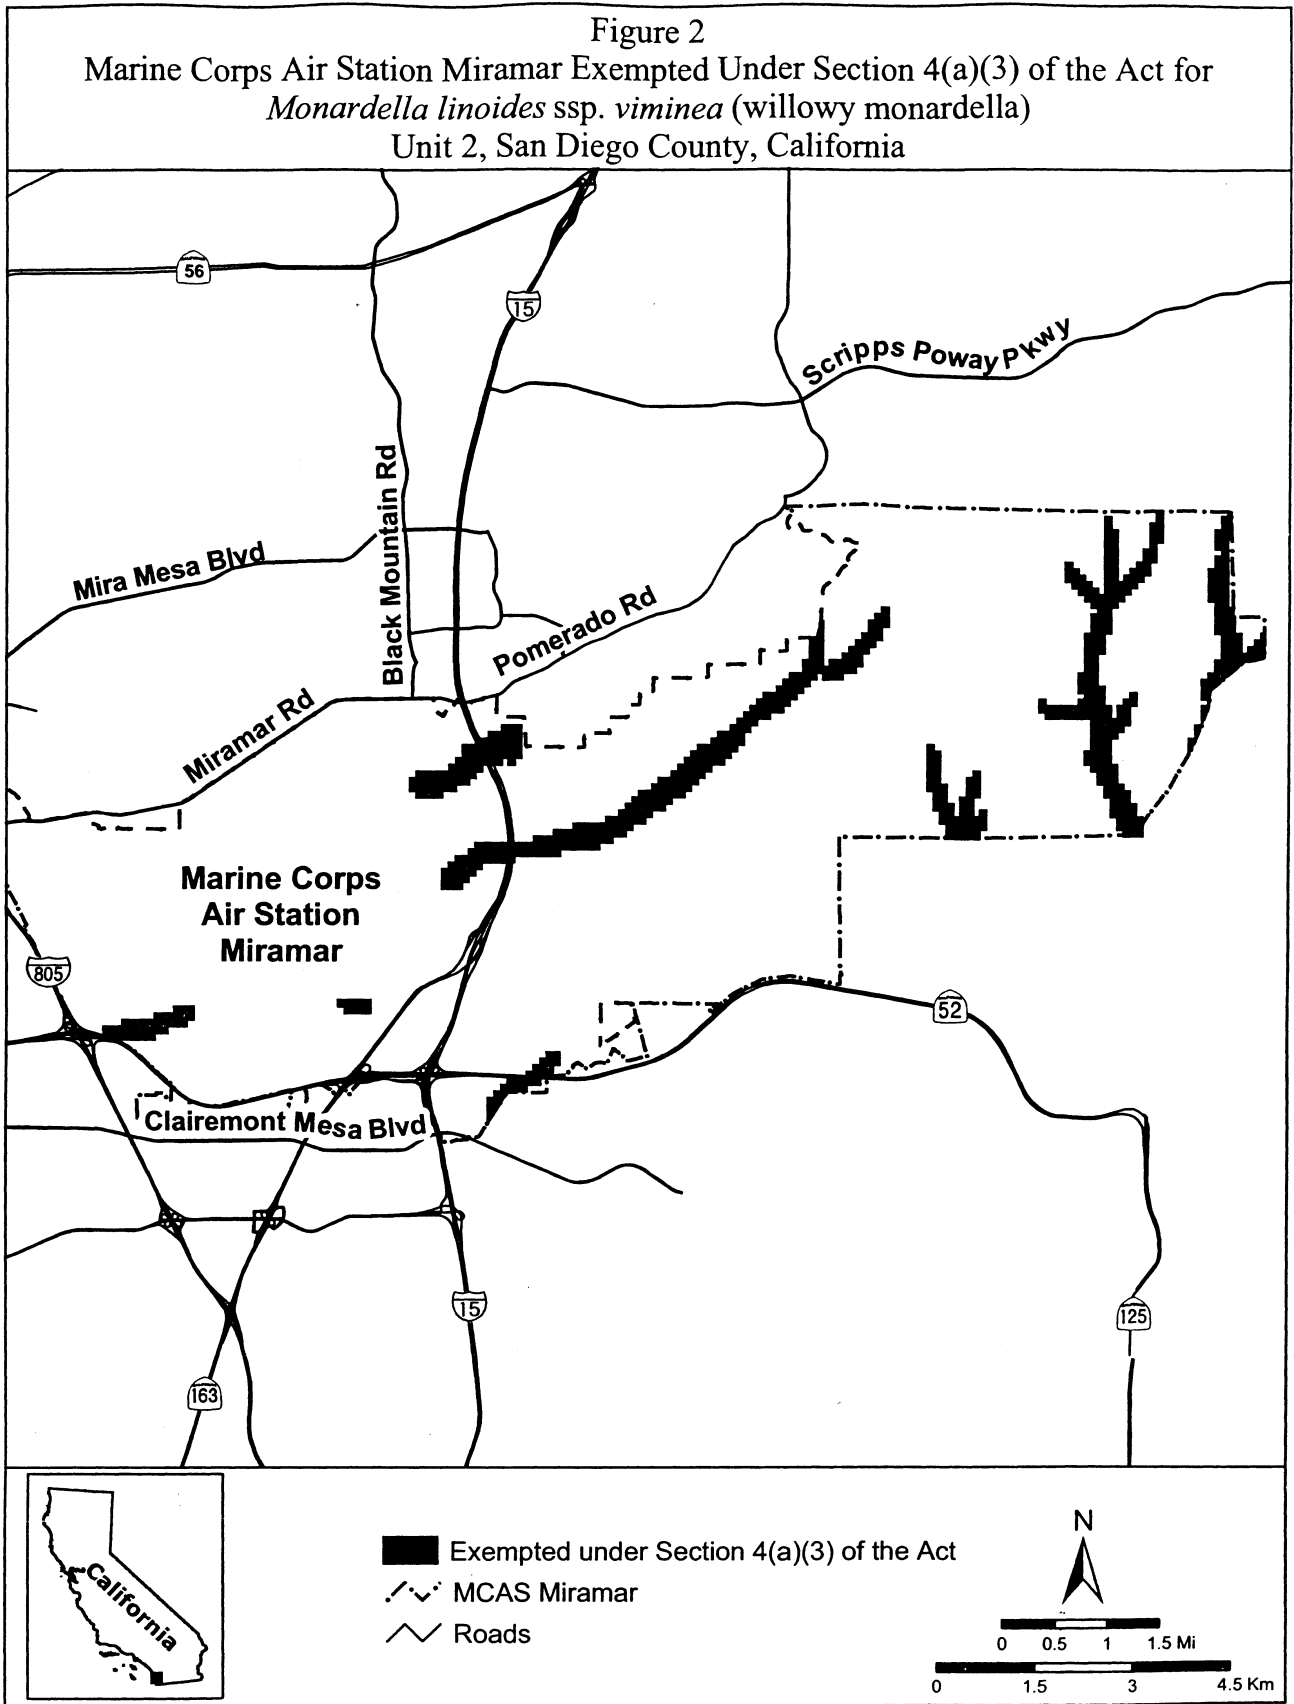 Figure 2
Marine Corps Air Station Miramar Exempted Under Section 4(a)(3) of the Act for
Monardella linoides ssp. viminea (willowy monardella)
Unit 2, San Diego County, California
56
15
Scripps Poway Pkwy
Black Mountain Rd
Mira Mesa Blvd
Pomerado Rd
Miramar Rd
Marine Corps
Air Station
Miramar
805
52
Clairemont Mesa Blvd
15
125
163
California
Exempted under Section 4(a)(3) of the Act
MCAS Miramar
Roads
N
0 0.5 1 1.5 Mi
0 1.5 3 4.5 Km